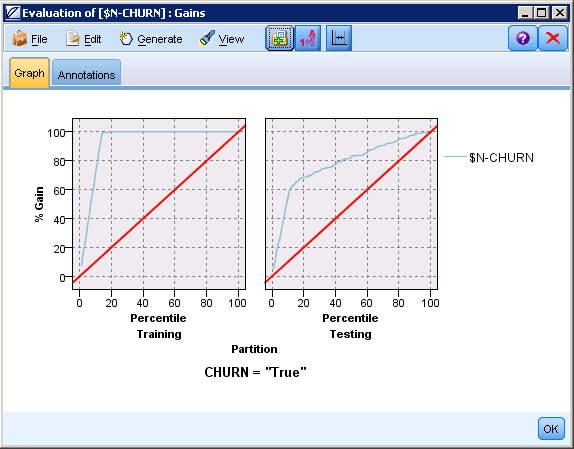 Evaluation of [$N-CHURN] : Gains
File Edit Generate View
Graph Annotations
% Gain
100
80
60
40
20
0
0 20 40 60 80 100
0 20 40 60 80 100
Percentile Percentile
Training Testing
Partition
CHURN = "True"
$N-CHURN
OK